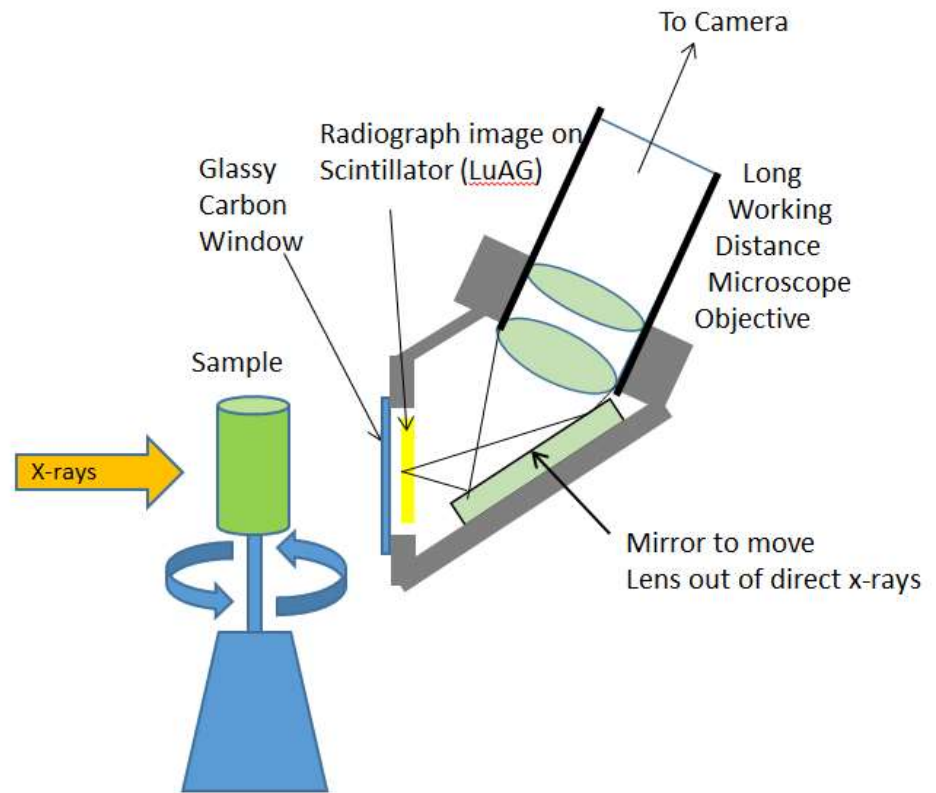 To Camera
Radiograph image on
Scintillator (LuAG)
Glassy
Carbon
Window
Long
Working
Distance
Microscope
Objective
Sample
X-rays
Mirror to move
Lens out of direct x-rays